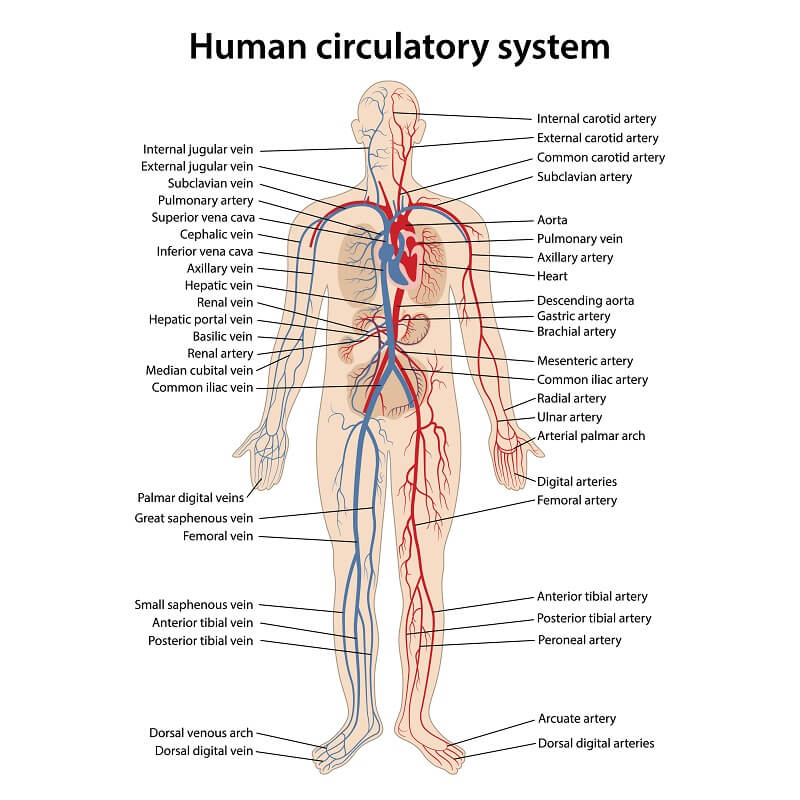 Human circulatory system
Internal jugular vein
External jugular vein
Subclavian vein
Pulmonary artery
Superior vena cava
Cephalic vein
Inferior vena cava
Axillary vein
Hepatic vein
Renal vein
Hepatic portal vein
Basilic vein
Renal artery
Median cubital vein
Common iliac vein
Palmar digital veins
Great saphenous vein
Femoral vein
Small saphenous vein
Anterior tibial vein
Posterior tibial vein
Dorsal venous arch
Dorsal digital vein
Internal carotid artery
External carotid artery
Common carotid artery
Subclavian artery
Aorta
Pulmonary vein
Axillary artery
Heart
Descending aorta
Gastric artery
Brachial artery
Mesenteric artery
Common iliac artery
Radial artery
Ulnar artery
Arterial palmar arch
Digital arteries
Femoral artery
Anterior tibial artery
Posterior tibial artery
Peroneal artery
Arcuate artery
Dorsal digital arteries